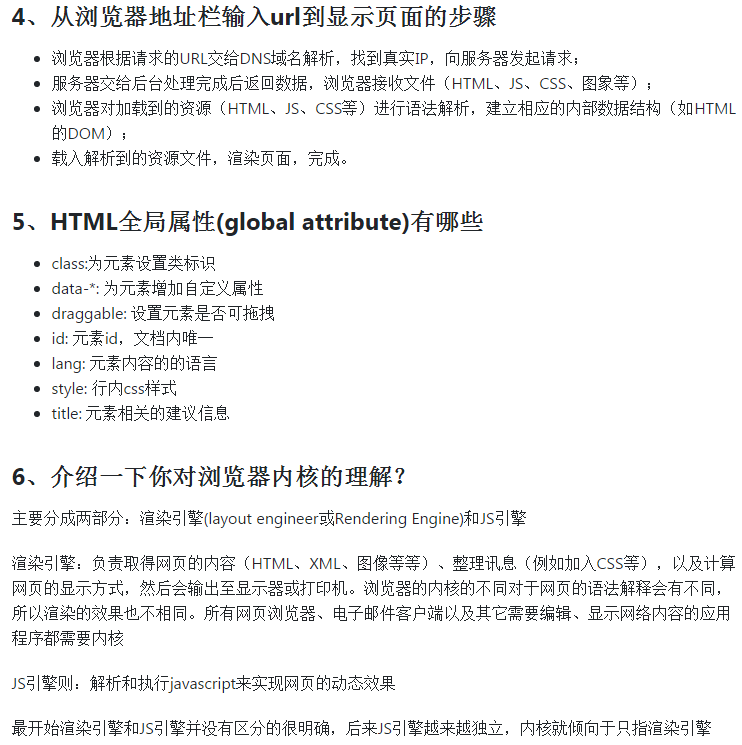 4、从浏览器地址栏输入url到显示页面的步骤
浏览器根据请求的URL交给DNS域名解析，找到真实IP，向服务器发起请求；
服务器交给后台处理完成后返回数据，浏览器接收文件（HTML、JS、CSS、图象等）；
浏览器对加载到的资源（HTML、JS、CSS等）进行语法解析，建立相应的内部数据结构（如HTML
的DOM）；
载入解析到的资源文件，渲染页面，完成。
5、HTML全局属性(global attribute)有哪些
class:为元素设置类标识
data-*: 为元素增加自定义属性
draggable: 设置元素是否可拖拽
id: 元素id，文档内唯一
lang: 元素内容的的语言
style: 行内css样式
title: 元素相关的建议信息
6、介绍一下你对浏览器内核的理解？
主要分成两部分：渲染引擎(layout engineer或Rendering Engine)和JS引擎
渲染引擎：负责取得网页的内容（HTML、XML、图像等等）、整理讯息（例如加入CSS等），以及计算
网页的显示方式，然后会输出至显示器或打印机。浏览器的内核的不同对于网页的语法解释会有不同，
所以渲染的效果也不相同。所有网页浏览器、电子邮件客户端以及其它需要编辑、显示网络内容的应用
程序都需要内核
JS引擎则：解析和执行javascript来实现网页的动态效果
最开始渲染引擎和JS引擎并没有区分的很明确，后来JS引擎越来越独立，内核就倾向于只指渲染引擎